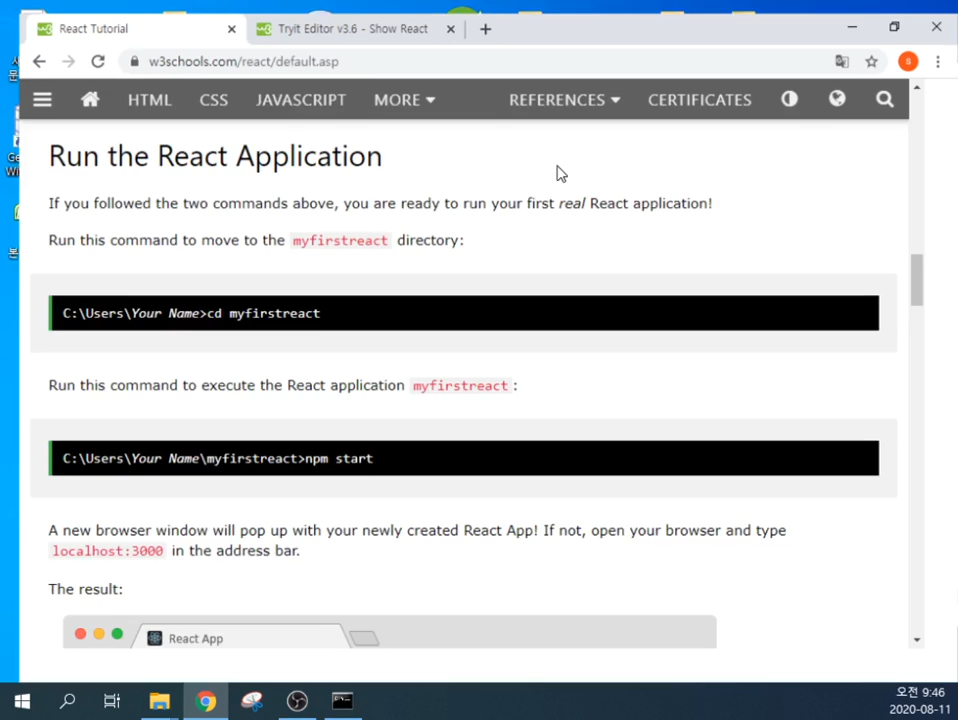 React Tutorial
Tryit Editor v3.6 - Show React
w3schools.com/react/default.asp
S
HTML CSS JAVASCRIPT MORE REFERENCES CERTIFICATES
Run the React Application
If you followed the two commands above, you are ready to run your first real React application!
Run this command to move to the myfirstreact directory:
C:\Users\Your Name>cd myfirstreact
Run this command to execute the React application myfirstreact:
C:\Users\Your Name\myfirstreact>npm start
A new browser window will pop up with your newly created React App! If not, open your browser and type
localhost:3000 in the address bar.
The result:
React App
오전 9:46
2020-08-11